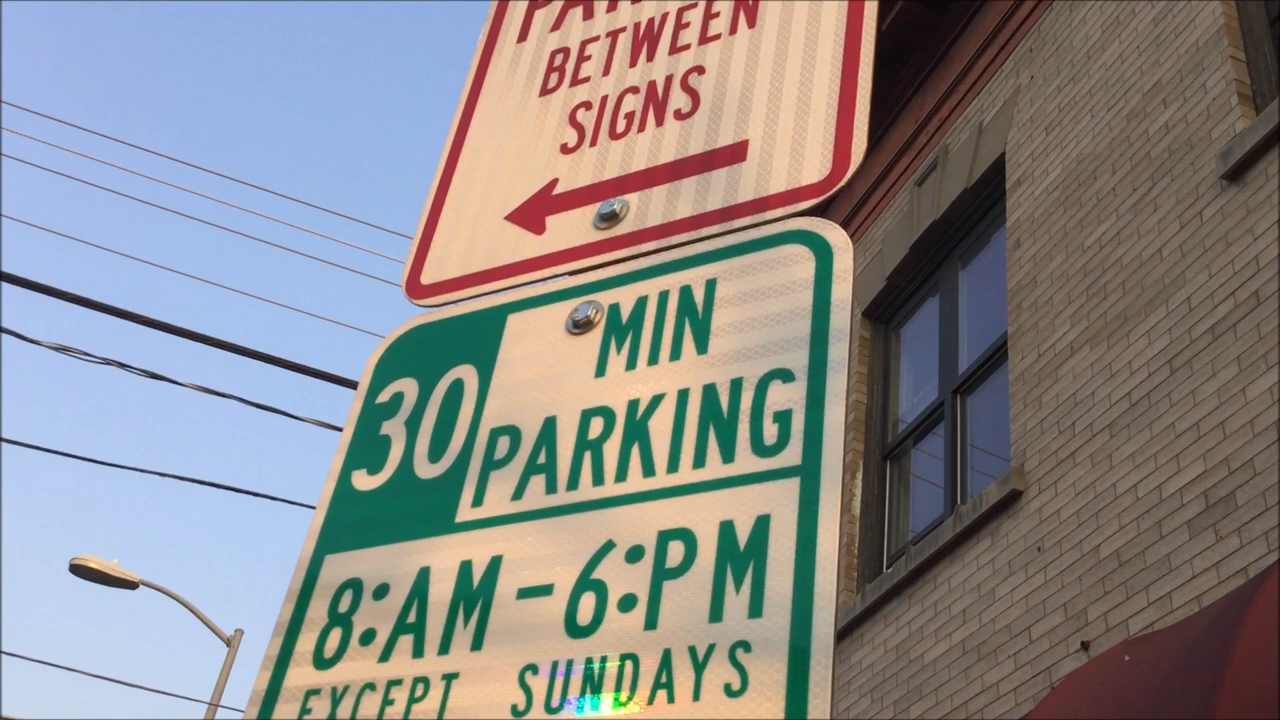 BETWEEN
SIGNS
30 MIN
PARKING
8:AM-6:PM
EXCEPT SUNDAYS